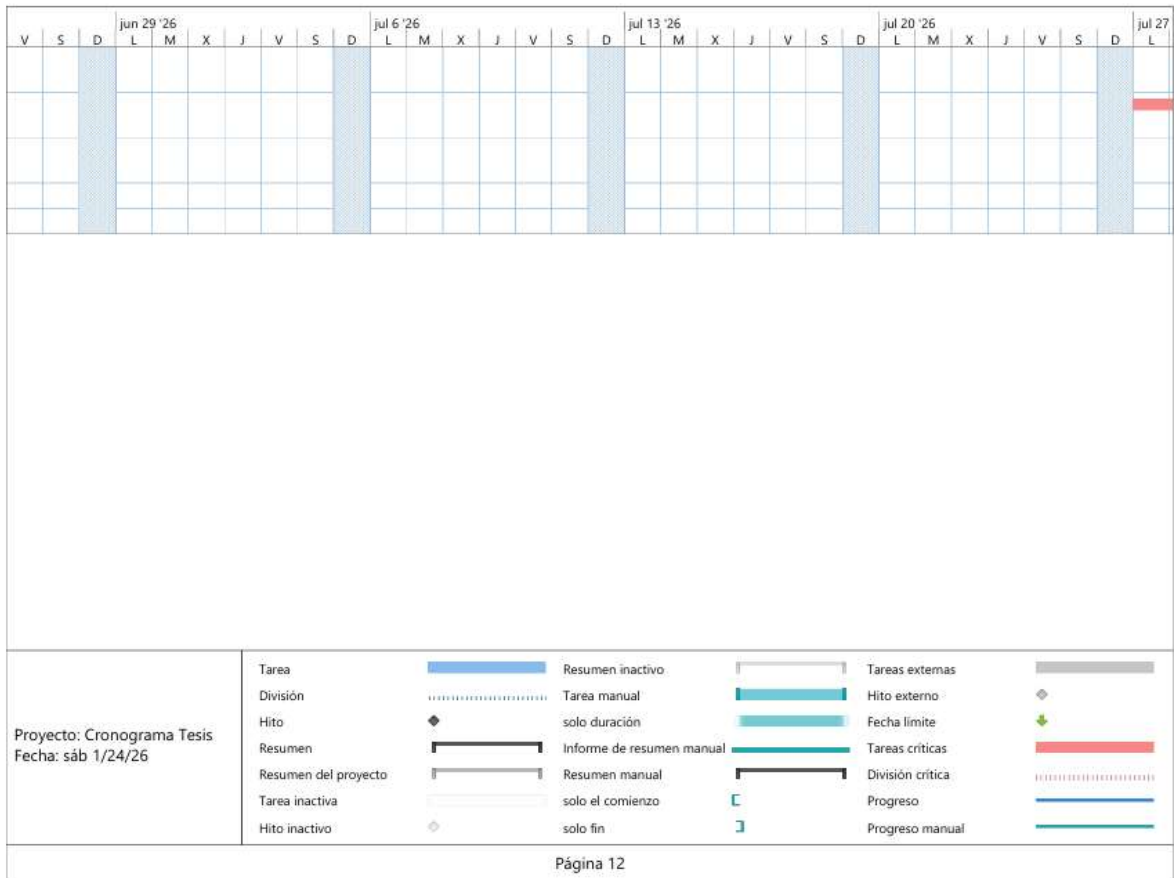 jun 29 '26 jul 6 '26 jul 13 '26 jul 20 '26 jul 27
V S D L M X J V S D L M X J V S D L M X J V S D L M X J V S D L
Proyecto: Cronograma Tesis
Fecha: sáb 1/24/26
Tarea Resumen inactivo Tareas externas
División Tarea manual Hito externo
Hito solo duración Fecha límite
Resumen Informe de resumen manual Tareas críticas
Resumen del proyecto Resumen manual División crítica
Tarea inactiva solo el comienzo Progreso
Hito inactivo solo fin Progreso manual
Página 12